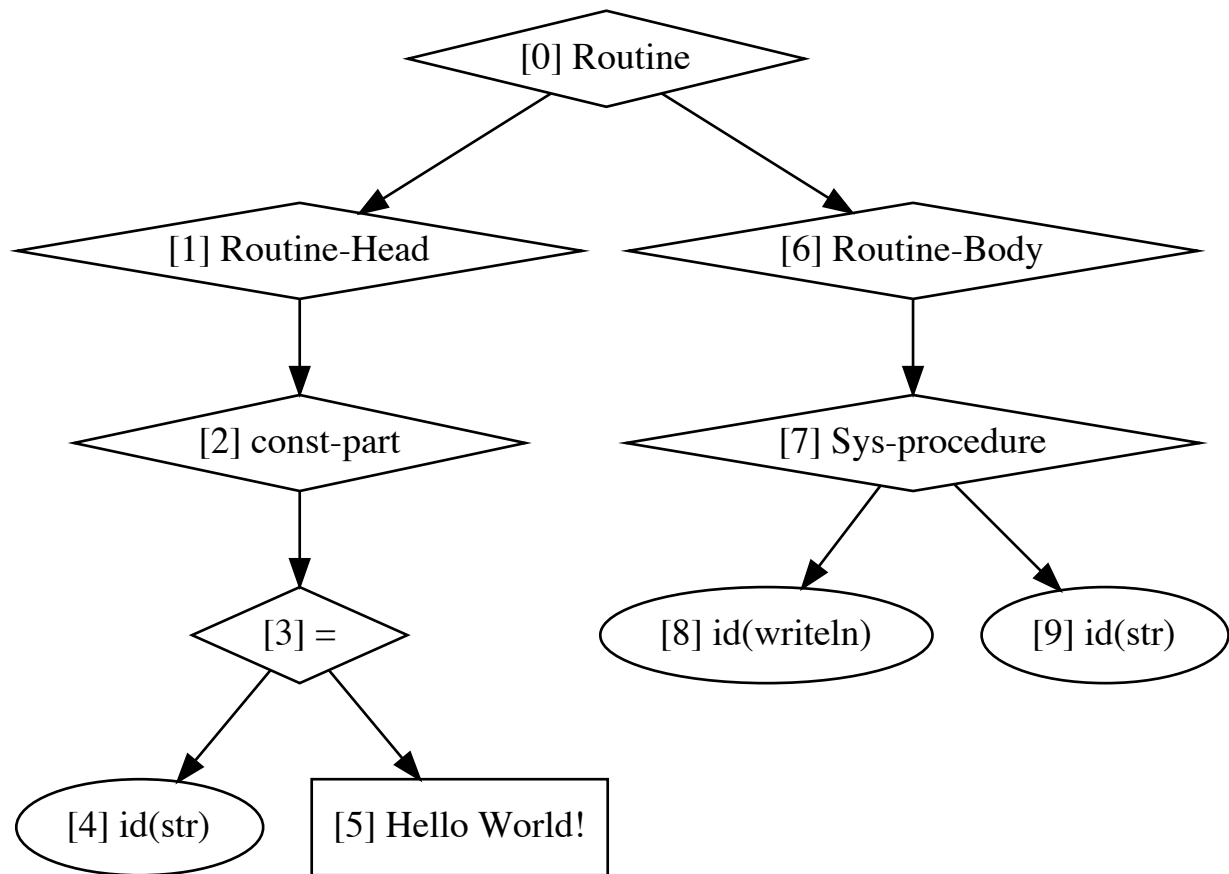 [0] Routine
[1] Routine-Head
[6] Routine-Body
[2] const-part
[7] Sys-procedure
[3] =
[8] id(writeln)
[9] id(str)
[4] id(str)
[5] Hello World!